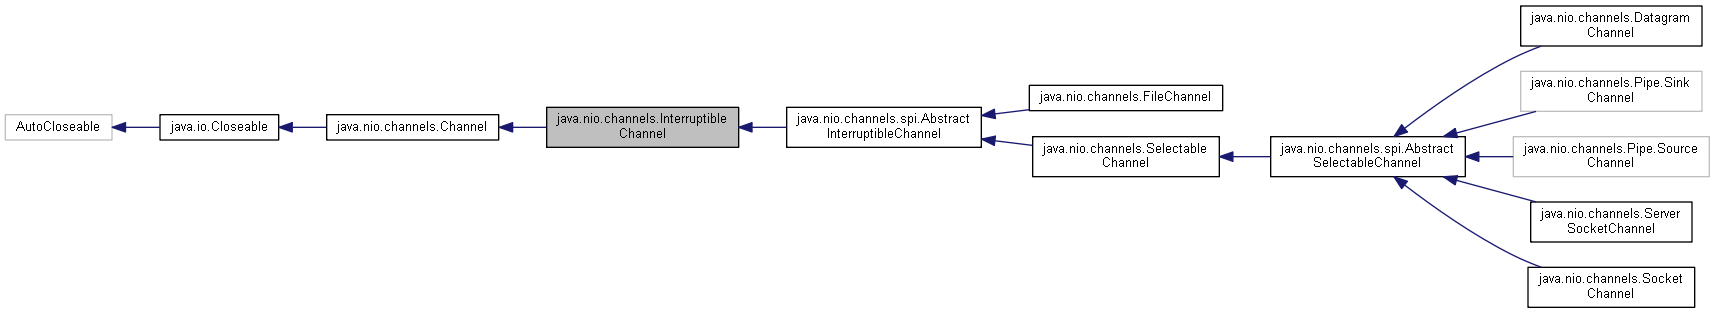 AutoCloseable
java.io.Closeable
java.nio.channels.Channel
java.nio.channels.Interruptible
Channel
java.nio.channels.spi.Abstract
InterruptibleChannel
java.nio.channels.FileChannel
java.nio.channels.Selectable
Channel
java.nio.channels.spi.Abstract
SelectableChannel
java.nio.channels.Datagram
Channel
java.nio.channels.Pipe.Sink
Channel
java.nio.channels.Pipe.Source
Channel
java.nio.channels.Server
SocketChannel
java.nio.channels.Socket
Channel